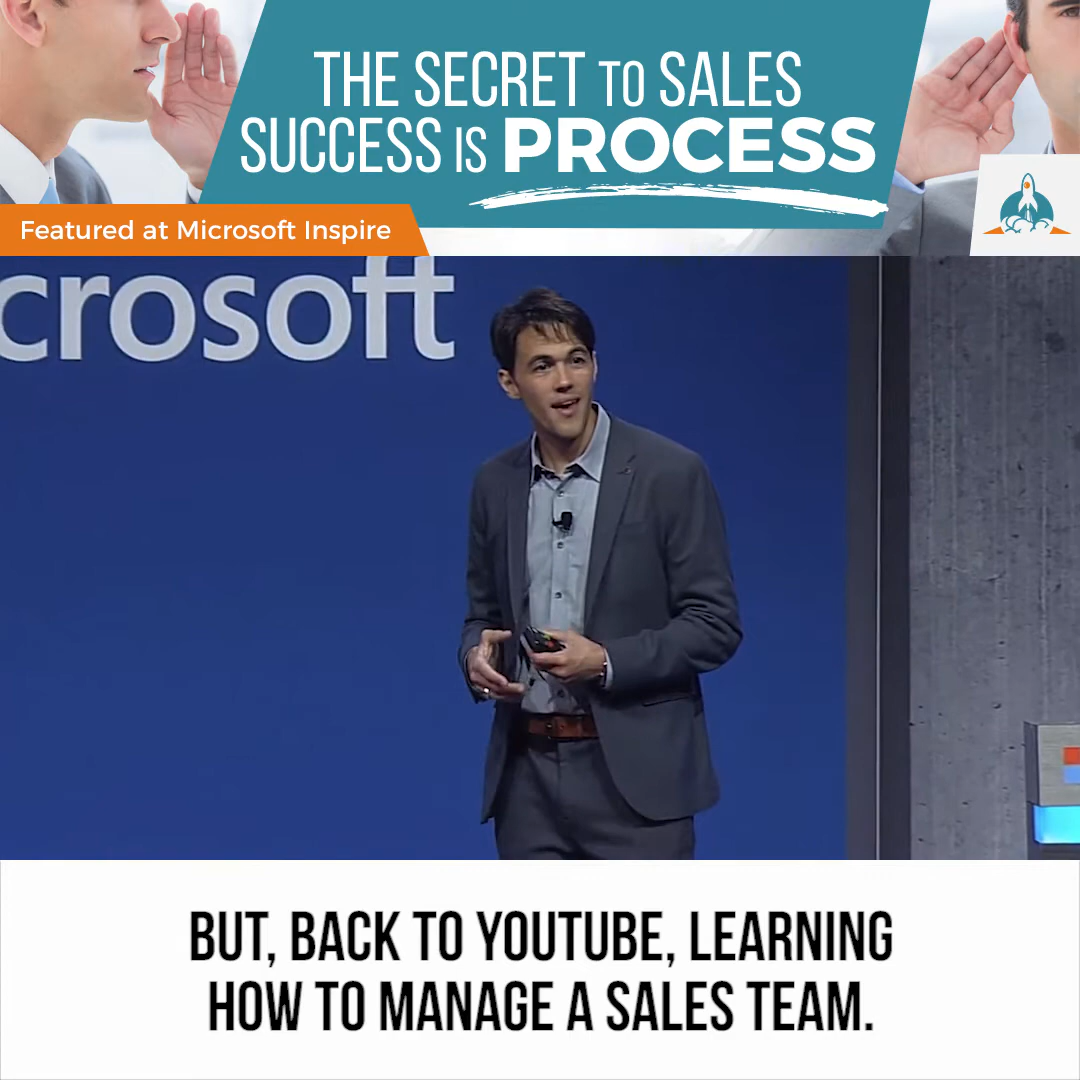 THE SECRET TO SALES
SUCCESS IS PROCESS
Featured at Microsoft Inspire
crosoft
BUT, BACK TO YOUTUBE, LEARNING
HOW TO MANAGE A SALES TEAM.